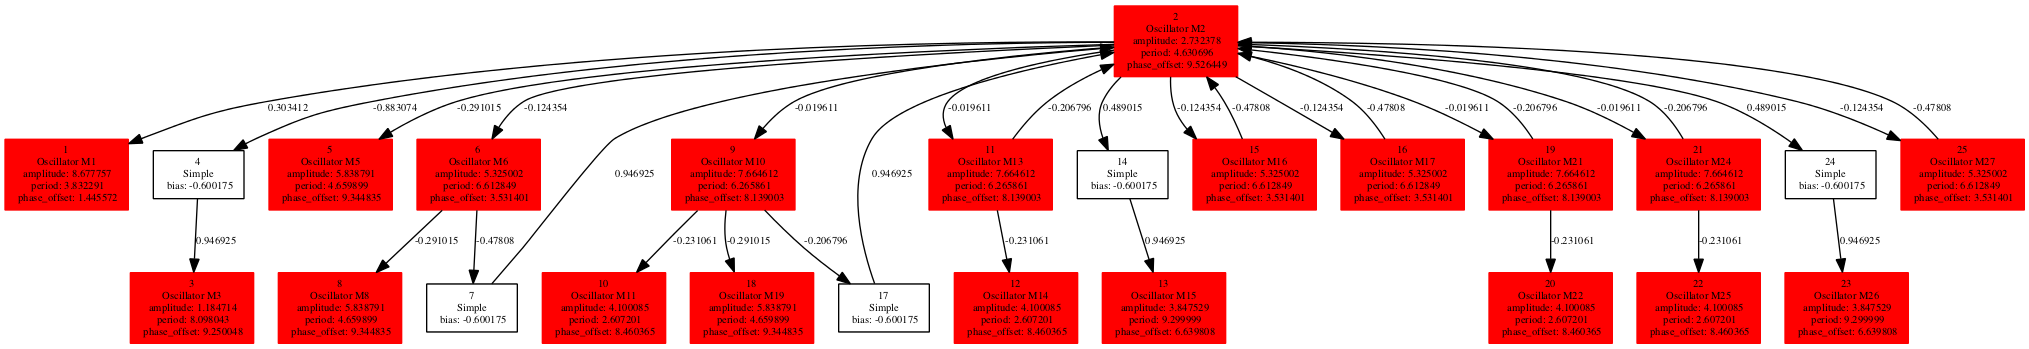 2
Oscillator M2
amplitude: 2.732378
period: 4.630696
phase_offset: 9.526449
0.303412
-0.883074
-0.291015
-0.124354
-0.019611
-0.019611
-0.206796
0.489015
-0.124354
-0.47808
-0.124354
-0.47808
-0.019611
-0.206796
-0.019611
-0.206796
0.489015
-0.124354
-0.47808
1
Oscillator M1
amplitude: 8.677757
period: 3.832291
phase_offset: 1.445572
4
Simple
bias: -0.600175
5
Oscillator M5
amplitude: 5.838791
period: 4.659899
phase_offset: 9.344835
6
Oscillator M6
amplitude: 5.325002
period: 6.612849
phase_offset: 3.531401
0.946925
9
Oscillator M10
amplitude: 7.664612
period: 6.265861
phase_offset: 8.139003
0.946925
11
Oscillator M13
amplitude: 7.664612
period: 6.265861
phase_offset: 8.139003
14
Simple
bias: -0.600175
15
Oscillator M16
amplitude: 5.325002
period: 6.612849
phase_offset: 3.531401
16
Oscillator M17
amplitude: 5.325002
period: 6.612849
phase_offset: 3.531401
19
Oscillator M21
amplitude: 7.664612
period: 6.265861
phase_offset: 8.139003
21
Oscillator M24
amplitude: 7.664612
period: 6.265861
phase_offset: 8.139003
24
Simple
bias: -0.600175
25
Oscillator M27
amplitude: 5.325002
period: 6.612849
phase_offset: 3.531401
0.946925
-0.291015
-0.47808
-0.231061
-0.291015
-0.206796
-0.231061
0.946925
-0.231061
-0.231061
0.946925
3
Oscillator M3
amplitude: 1.184714
period: 8.098043
phase_offset: 9.250048
8
Oscillator M8
amplitude: 5.838791
period: 4.659899
phase_offset: 9.344835
7
Simple
bias: -0.600175
10
Oscillator M11
amplitude: 4.100085
period: 2.607201
phase_offset: 8.460365
18
Oscillator M19
amplitude: 5.838791
period: 4.659899
phase_offset: 9.344835
17
Simple
bias: -0.600175
12
Oscillator M14
amplitude: 4.100085
period: 2.607201
phase_offset: 8.460365
13
Oscillator M15
amplitude: 3.847529
period: 9.299999
phase_offset: 6.639808
20
Oscillator M22
amplitude: 4.100085
period: 2.607201
phase_offset: 8.460365
22
Oscillator M25
amplitude: 4.100085
period: 2.607201
phase_offset: 8.460365
23
Oscillator M26
amplitude: 3.847529
period: 9.299999
phase_offset: 6.639808